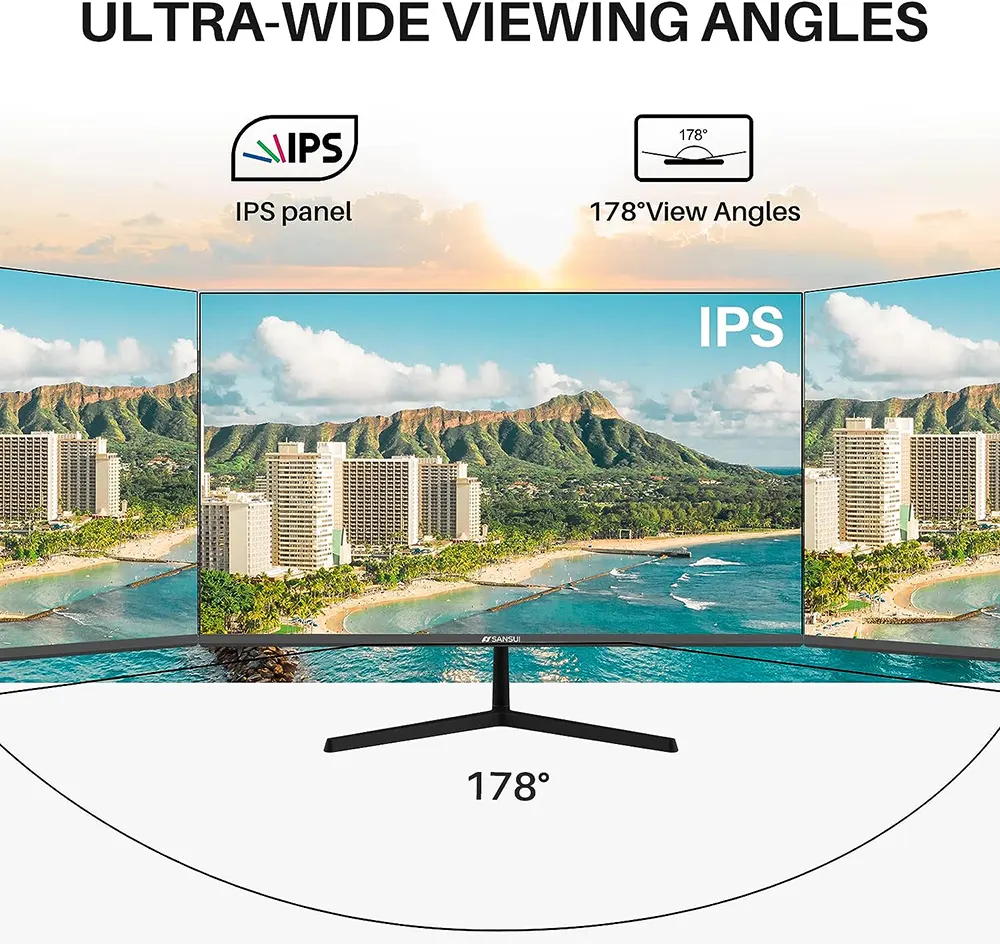 ULTRA-WIDE VIEWING ANGLES
IPS
178°
IPS panel
178°View Angles
IPS
SANSUI
178°